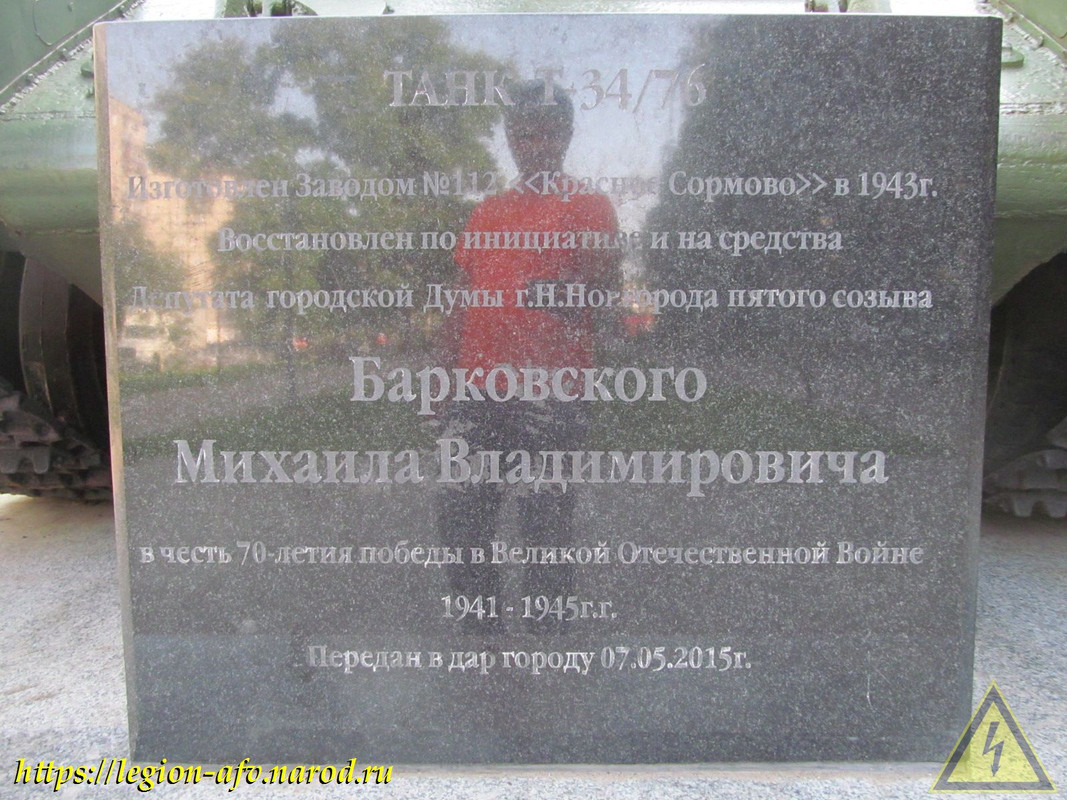 ТАНК Т-34/76
Изготовлен Заводом №112 <<Красное Сормово>> в 1943г.
Восстановлен по инициативе и на средства
Депутата городской Думы г.Н.Новгорода пятого созыва
Барковского
Михаила Владимировича
в честь 70-летия победы в Великой Отечественной Войне
1941 - 1945г.г.
Передан в дар городу 07.05.2015г.
https://legion-afv.narod.ru